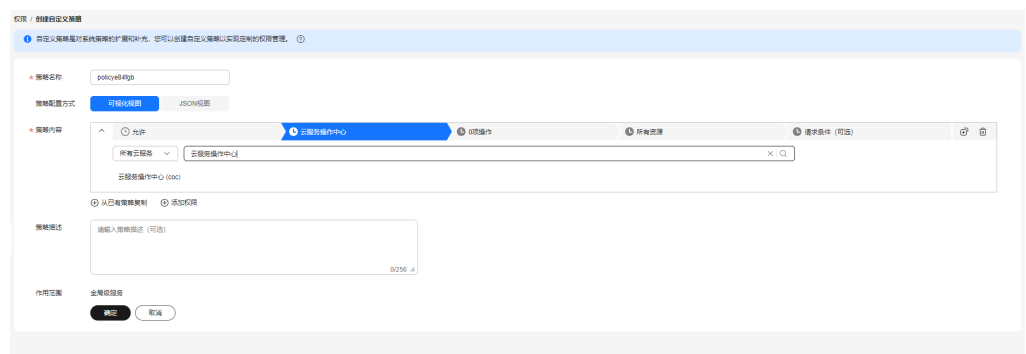 权限 / 创建自定义策略
自定义策略是对系统策略的扩展和补充，您可以创建自定义策略以实现定制的权限管理。
★ 策略名称 policye84fgb
策略配置方式 可视化视图 JSON视图
★ 策略内容 允许 云服务操作中心 0项操作 所有资源 请求条件（可选）
所有云服务 云服务操作中心
云服务操作中心 (coc)
从已有策略复制 添加权限
策略描述 请输入策略描述（可选）
0/256
作用范围 全局级服务
确定 取消